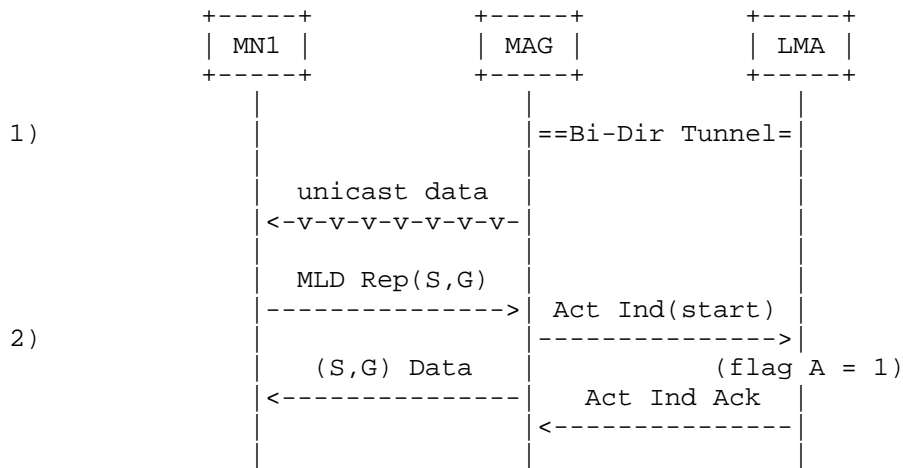 +-----+ +-----+ +-----+
| MN1 | | MAG | | LMA |
+-----+ +-----+ +-----+
| | |
1) | |==Bi-Dir Tunnel=|
| | |
| unicast data | |
|<-v-v-v-v-v-v-v-| |
| | |
| MLD Rep(S,G) | |
|--------------->| Act Ind(start) |
2) | |--------------->|
| (S,G) Data | (flag A = 1)
|<---------------| Act Ind Ack |
| |<---------------|
| | |